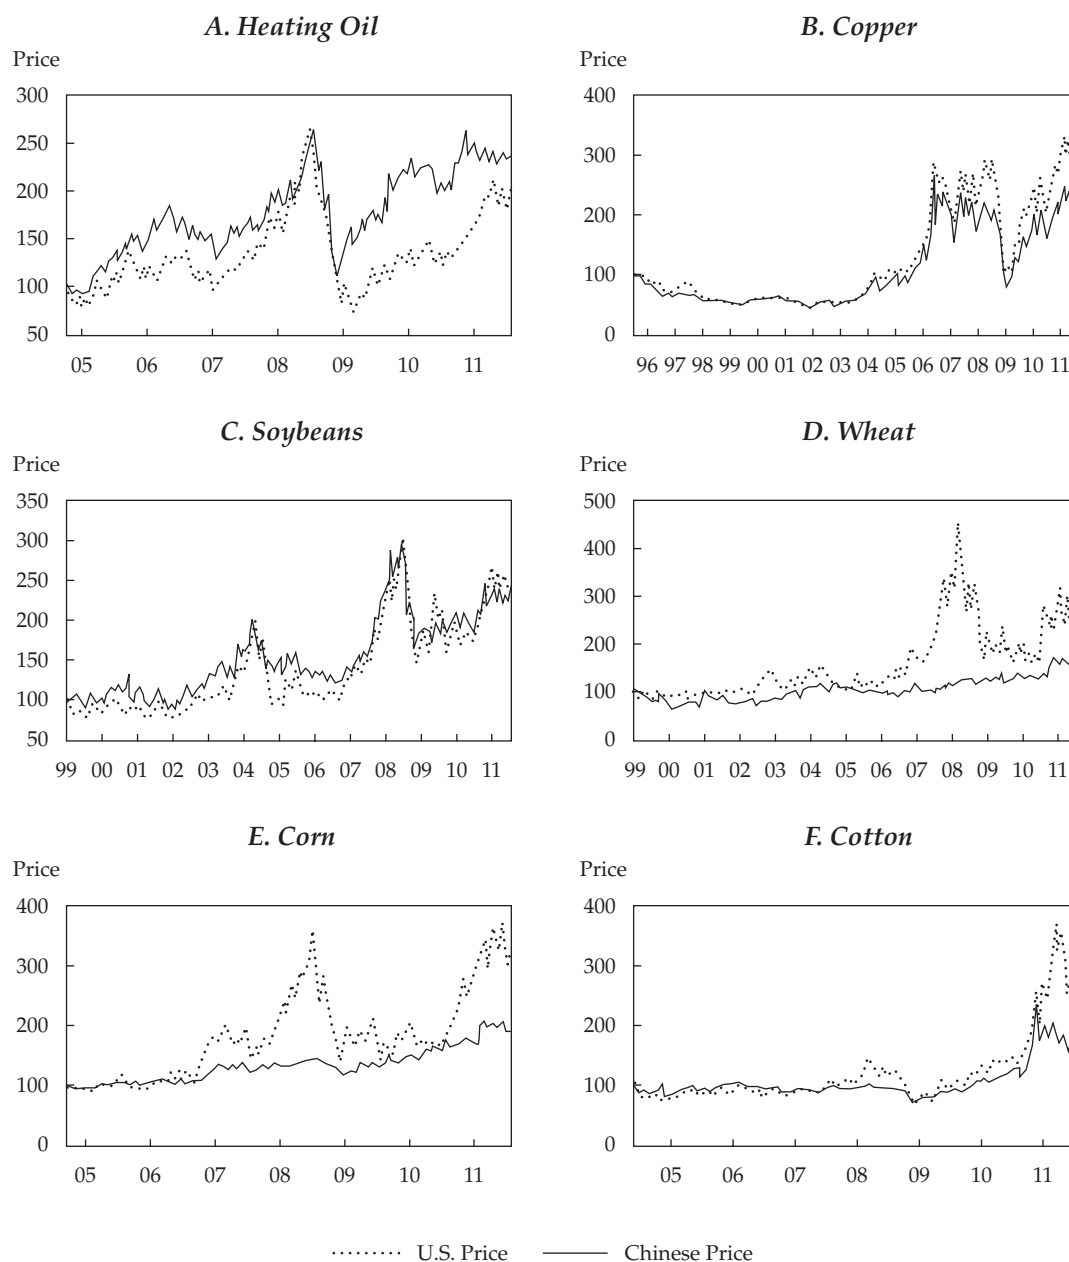 A. Heating Oil
Price
300
250
200
150
100
50
05 06 07 08 09 10 11
B. Copper
Price
400
300
200
100
0
96 97 98 99 00 01 02 03 04 05 06 07 08 09 10 11
C. Soybeans
Price
350
300
250
200
150
100
50
99 00 01 02 03 04 05 06 07 08 09 10 11
D. Wheat
Price
500
400
300
200
100
0
99 00 01 02 03 04 05 06 07 08 09 10 11
E. Corn
Price
400
300
200
100
0
05 06 07 08 09 10 11
F. Cotton
Price
400
300
200
100
0
05 06 07 08 09 10 11
U.S. Price Chinese Price